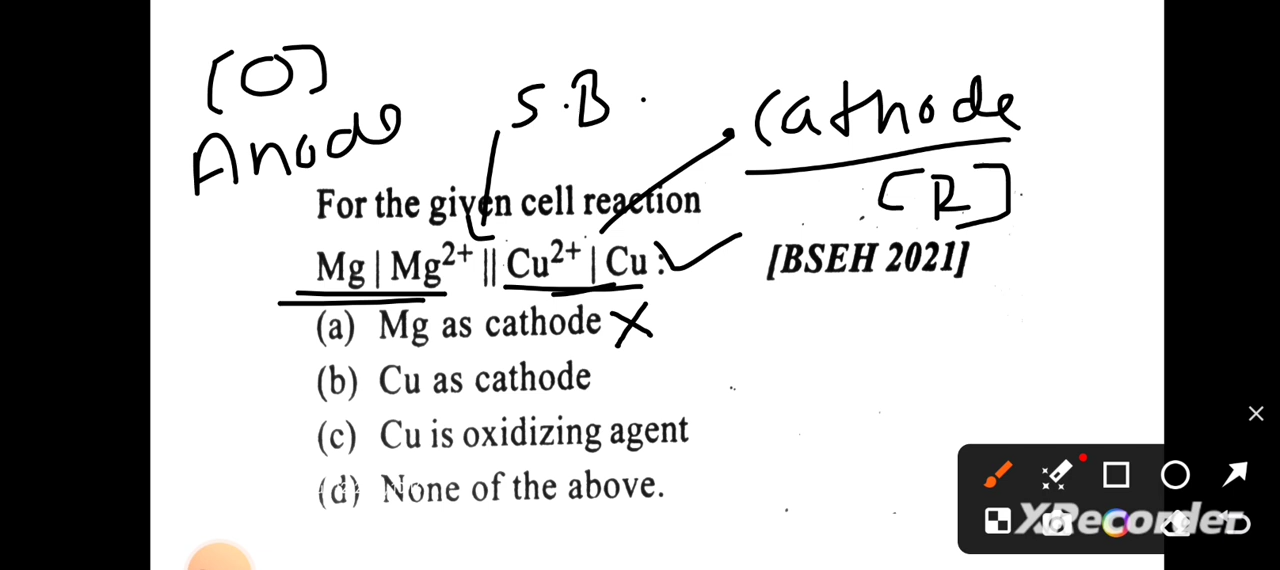 [O]
Anode
S.B.
Cathode
[R]
For the given cell reaction
Mg | Mg²⁺ || Cu²⁺ | Cu :
[BSEH 2021]
(a) Mg as cathode X
(b) Cu as cathode
(c) Cu is oxidizing agent
(d) None of the above.
XRecorder